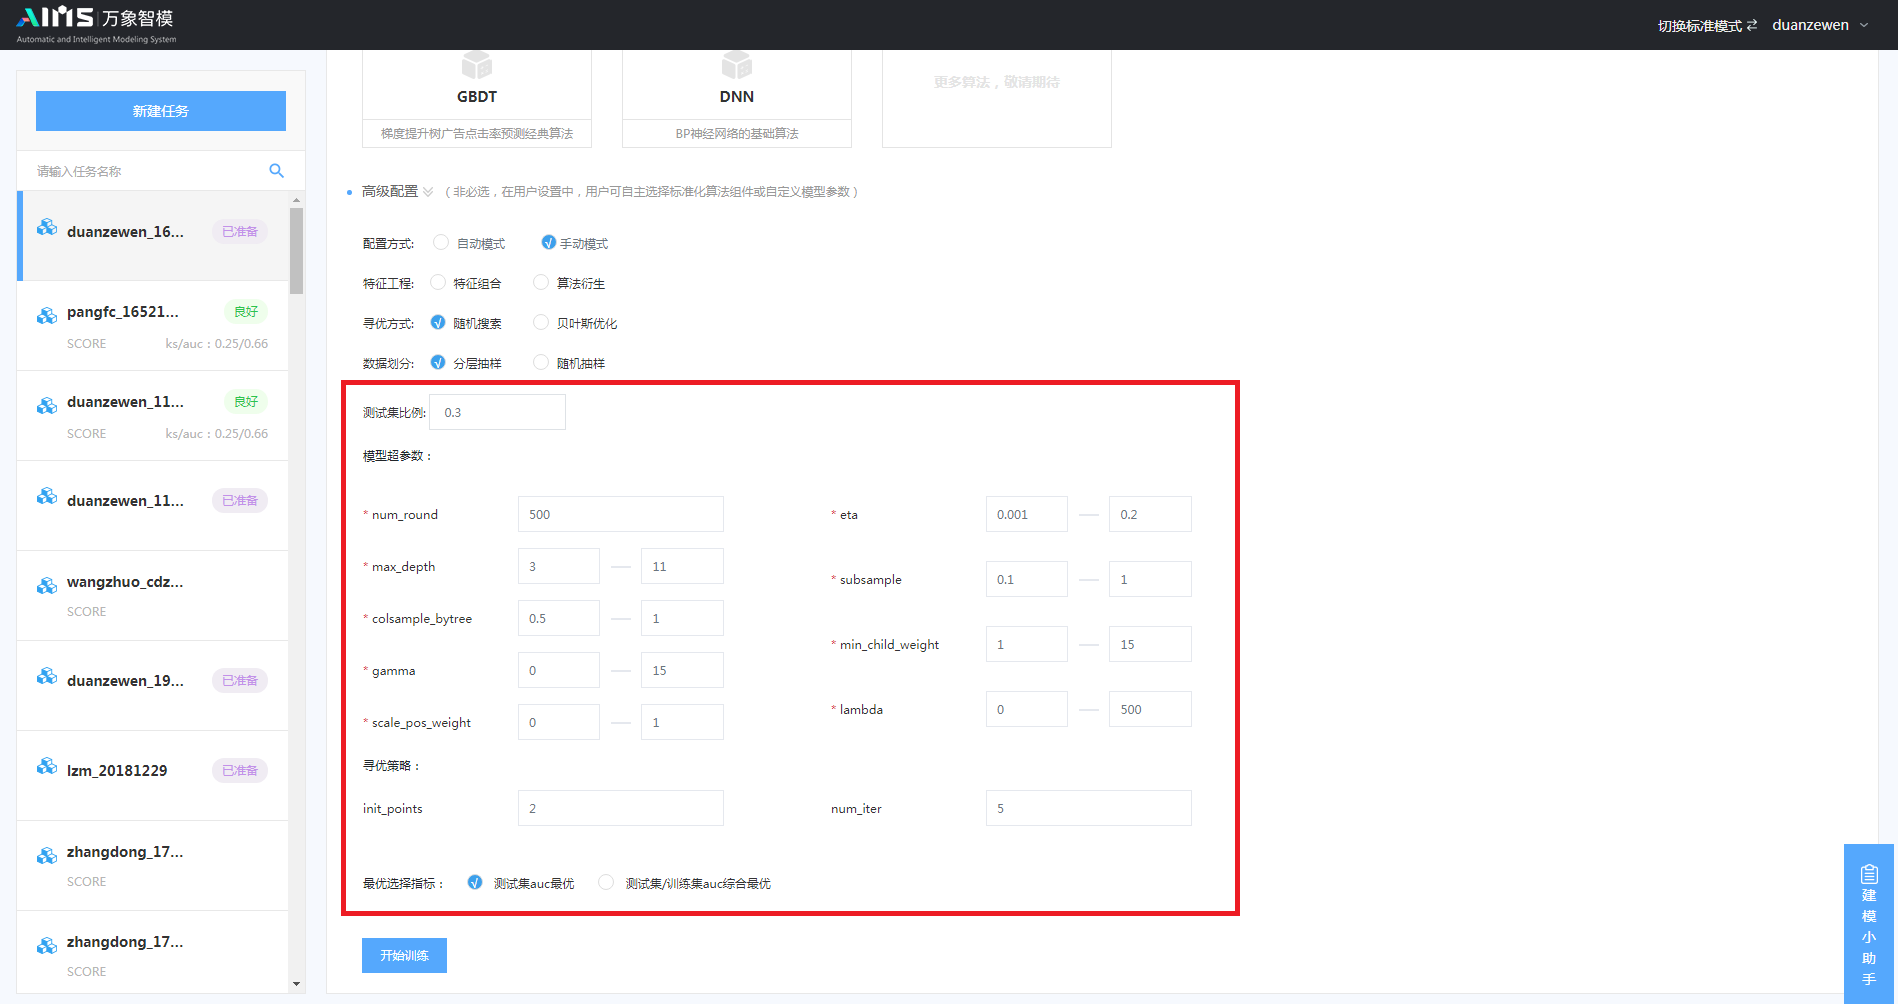 AIMS 万象智模
Automatic and Intelligent Modeling System
切换标准模式 ⇄ duanzewen
新建任务
请输入任务名称
duanzewen_16... 已准备
pangfc_16521... 良好
SCORE ks/auc : 0.25/0.66
duanzewen_11... 良好
SCORE ks/auc : 0.25/0.66
duanzewen_11... 已准备
wangzhuo_cdz...
SCORE
duanzewen_19... 已准备
lzm_20181229 已准备
zhangdong_17...
SCORE
zhangdong_17...
SCORE
GBDT
梯度提升树广告点击率预测经典算法
DNN
BP神经网络的基础算法
更多算法，敬请期待
高级配置 （ 非必选，在用户设置中，用户可自主选择标准化算法组件或自定义模型参数 ）
配置方式: 自动模式 手动模式
特征工程: 特征组合 算法衍生
寻优方式: 随机搜索 贝叶斯优化
数据划分: 分层抽样 随机抽样
测试集比例: 0.3
模型超参数：
* num_round 500
* eta 0.001 — 0.2
* max_depth 3 — 11
* subsample 0.1 — 1
* colsample_bytree 0.5 — 1
* min_child_weight 1 — 15
* gamma 0 — 15
* lambda 0 — 500
* scale_pos_weight 0 — 1
寻优策略：
init_points 2 num_iter 5
最优选择指标： 测试集auc最优 测试集/训练集auc综合最优
开始训练
建模小助手